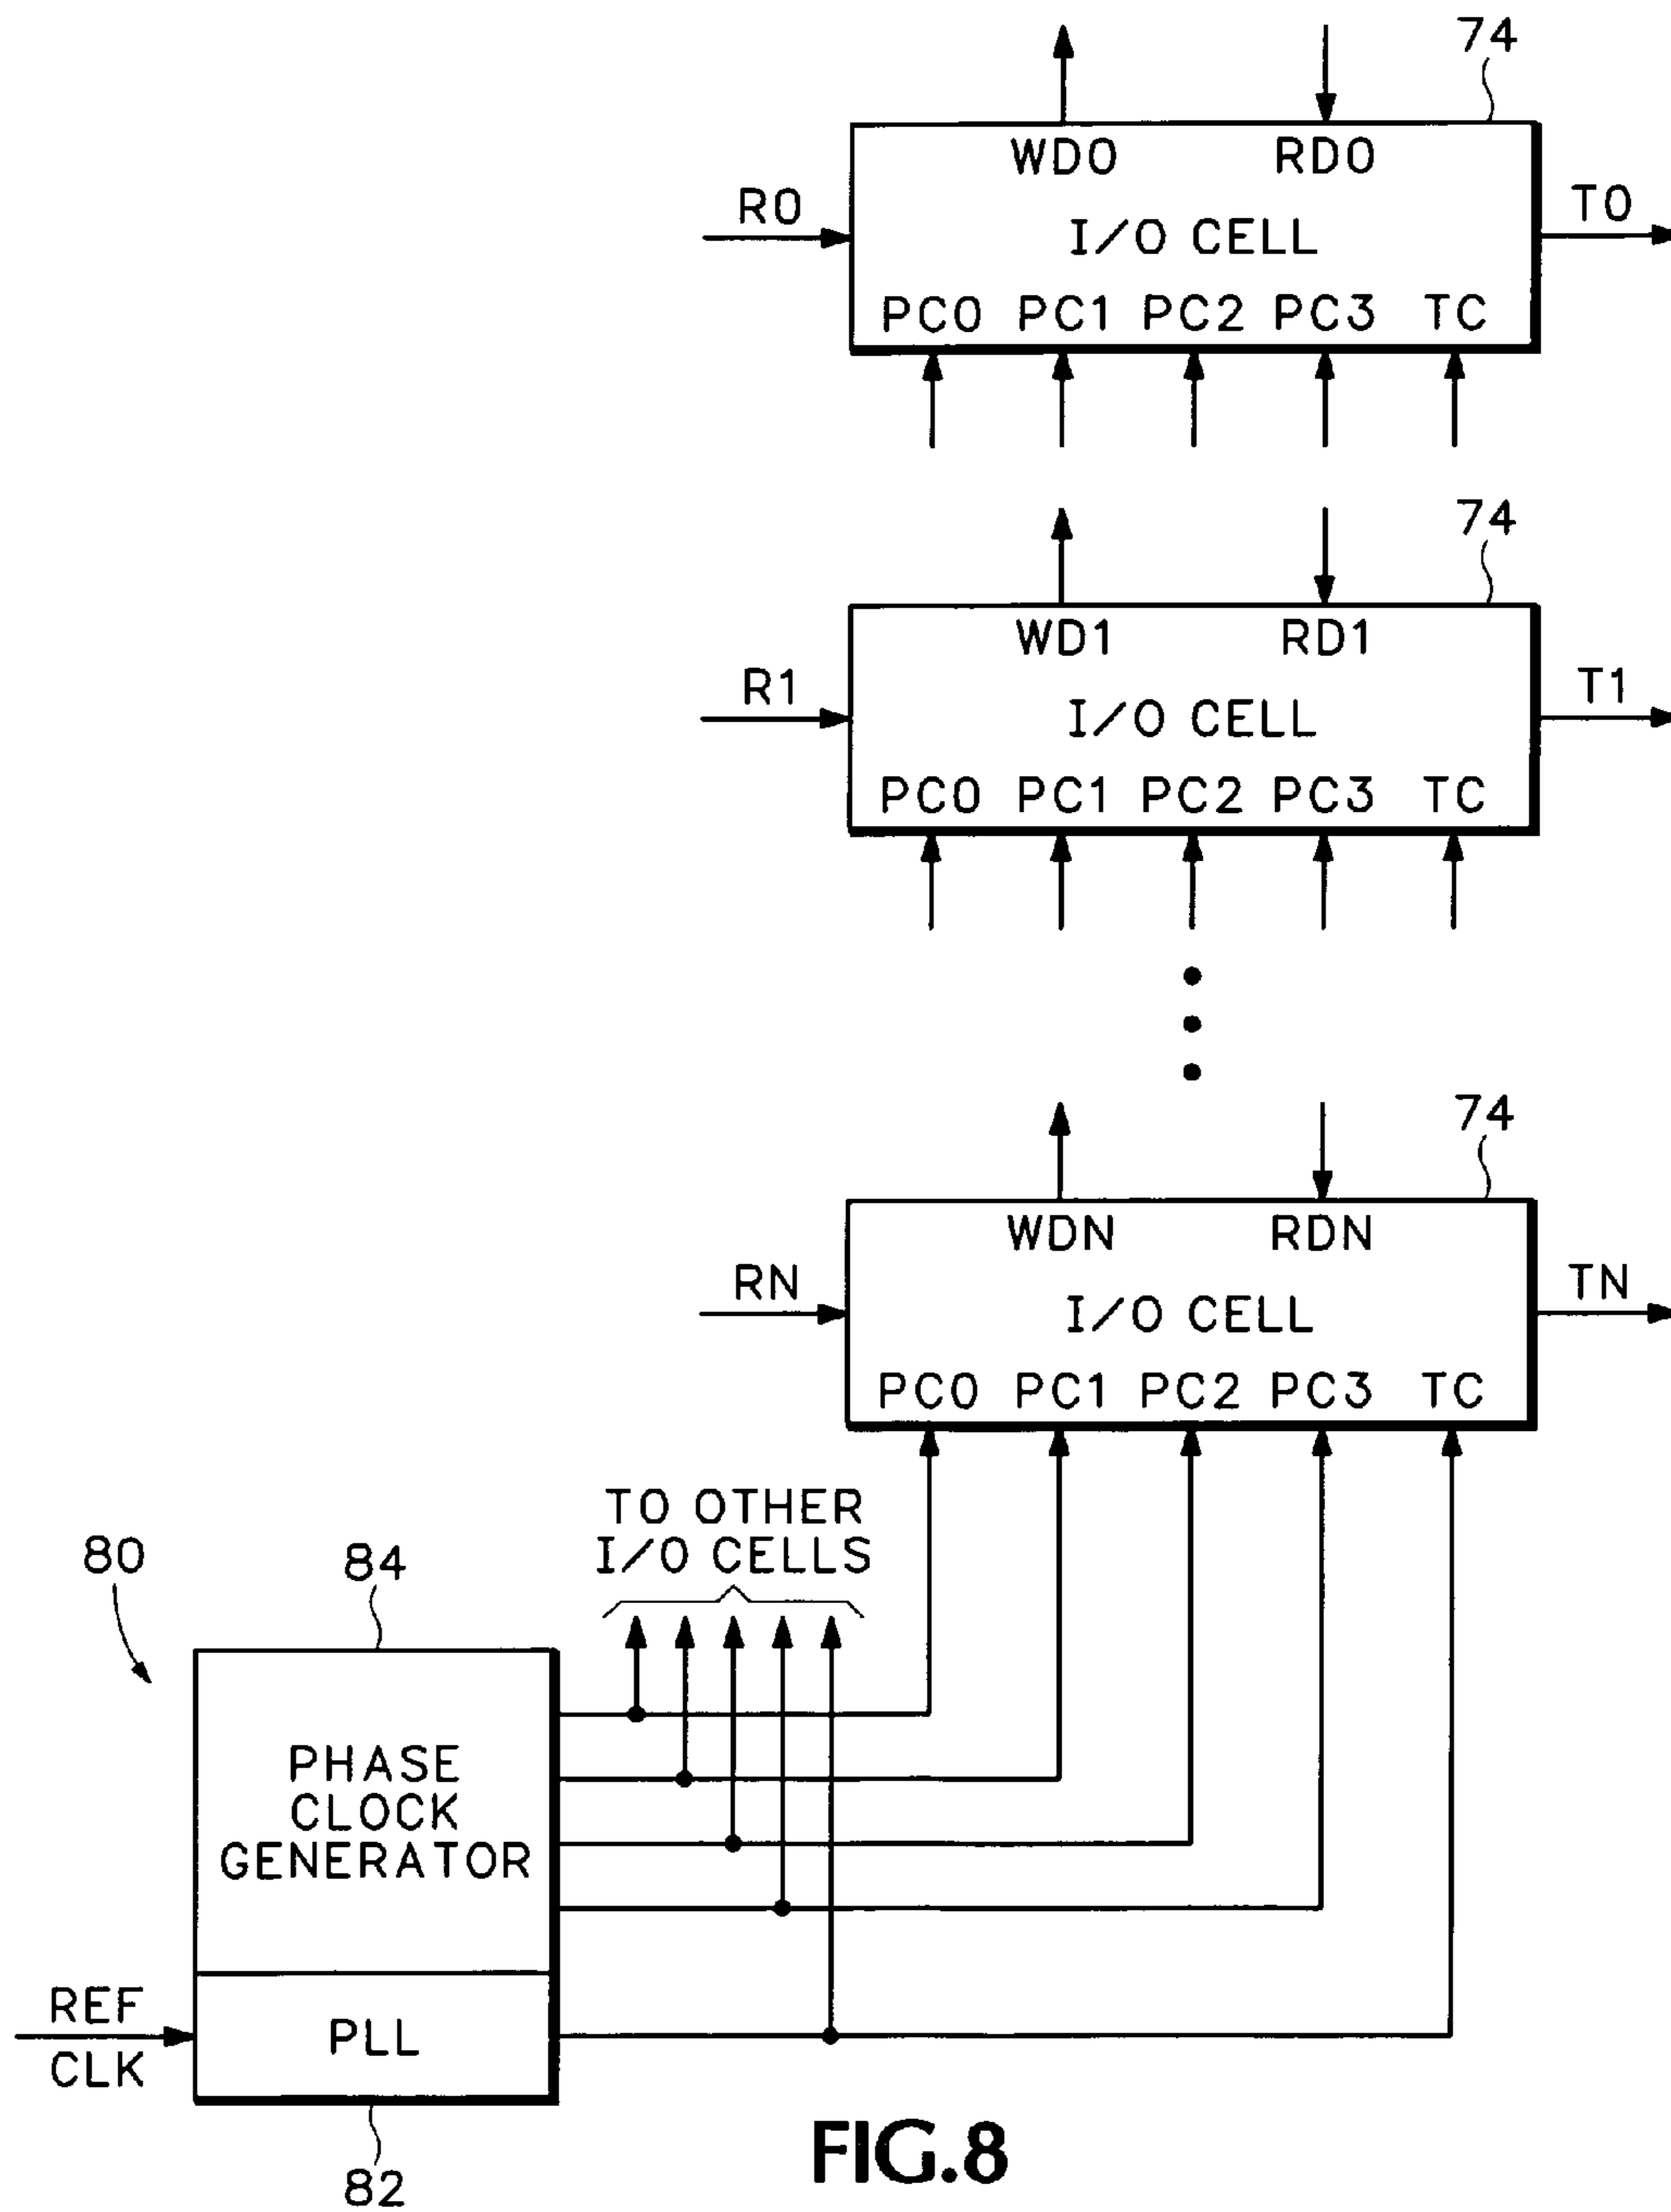 74
WD0 RD0
R0
I/O CELL
T0
PC0 PC1 PC2 PC3 TC
74
WD1 RD1
R1
I/O CELL
T1
PC0 PC1 PC2 PC3 TC
74
WDN RDN
RN
I/O CELL
TN
PC0 PC1 PC2 PC3 TC
TO OTHER
I/O CELLS
80
84
PHASE
CLOCK
GENERATOR
REF
CLK
PLL
82
FIG.8